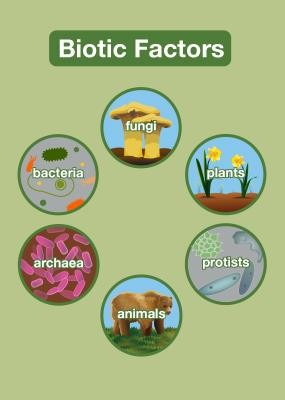 Biotic Factors
fungi
bacteria
plants
archaea
protists
animals